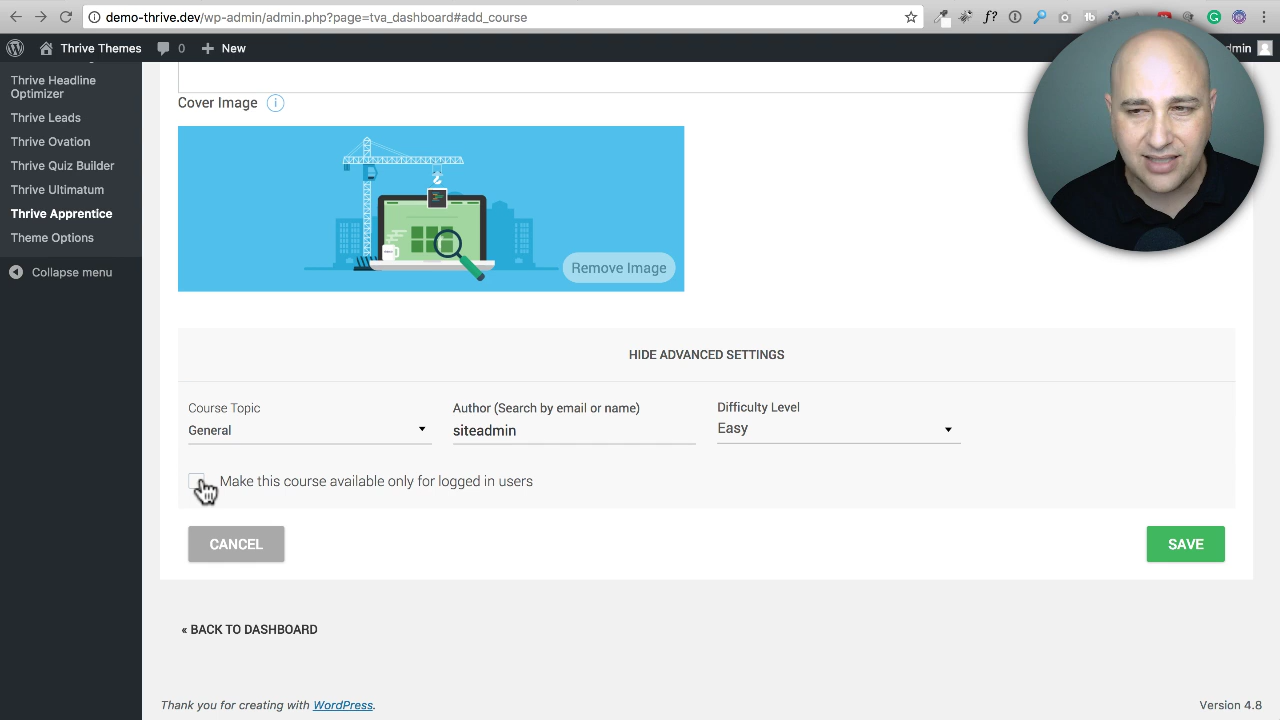 demo-thrive.dev/wp-admin/admin.php?page=tva_dashboard#add_course
Thrive Themes 0 New
Thrive Headline
Optimizer
Thrive Leads
Thrive Ovation
Thrive Quiz Builder
Thrive Ultimatum
Thrive Apprentice
Theme Options
Collapse menu
Cover Image
Remove Image
HIDE ADVANCED SETTINGS
Course Topic
General
Author (Search by email or name)
siteadmin
Difficulty Level
Easy
Make this course available only for logged in users
CANCEL
SAVE
« BACK TO DASHBOARD
Thank you for creating with WordPress.
Version 4.8